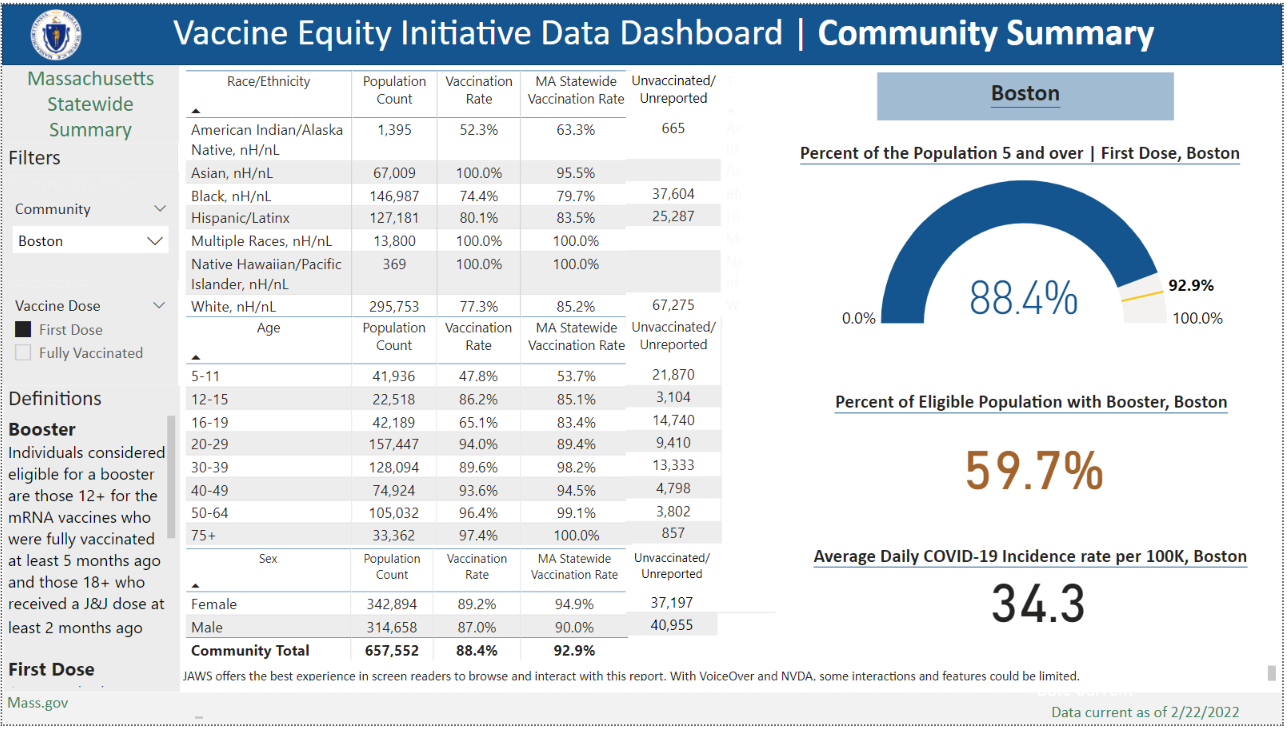 Vaccine Equity Initiative Data Dashboard | Community Summary
Massachusetts
Statewide
Summary
Filters
Community
Boston
Vaccine Dose
First Dose
Fully Vaccinated
Definitions
Booster
Individuals considered
eligible for a booster
are those 12+ for the
mRNA vaccines who
were fully vaccinated
at least 5 months ago
and those 18+ who
received a J&J dose at
least 2 months ago
First Dose
Mass.gov
Race/Ethnicity Population Count Vaccination Rate MA Statewide Vaccination Rate Unvaccinated/ Unreported
American Indian/Alaska Native, nH/nL 1,395 52.3% 63.3% 665
Asian, nH/nL 67,009 100.0% 95.5%
Black, nH/nL 146,987 74.4% 79.7% 37,604
Hispanic/Latinx 127,181 80.1% 83.5% 25,287
Multiple Races, nH/nL 13,800 100.0% 100.0%
Native Hawaiian/Pacific Islander, nH/nL 369 100.0% 100.0%
White, nH/nL 295,753 77.3% 85.2% 67,275
Age Population Count Vaccination Rate MA Statewide Vaccination Rate Unvaccinated/ Unreported
5-11 41,936 47.8% 53.7% 21,870
12-15 22,518 86.2% 85.1% 3,104
16-19 42,189 65.1% 83.4% 14,740
20-29 157,447 94.0% 89.4% 9,410
30-39 128,094 89.6% 98.2% 13,333
40-49 74,924 93.6% 94.5% 4,798
50-64 105,032 96.4% 99.1% 3,802
75+ 33,362 97.4% 100.0% 857
Sex Population Count Vaccination Rate MA Statewide Vaccination Rate Unvaccinated/ Unreported
Female 342,894 89.2% 94.9% 37,197
Male 314,658 87.0% 90.0% 40,955
Community Total 657,552 88.4% 92.9%
JAWS offers the best experience in screen readers to browse and interact with this report. With VoiceOver and NVDA, some interactions and features could be limited.
Boston
Percent of the Population 5 and over | First Dose, Boston
88.4%
92.9%
0.0%
100.0%
Percent of Eligible Population with Booster, Boston
59.7%
Average Daily COVID-19 Incidence rate per 100K, Boston
34.3
Data current as of 2/22/2022